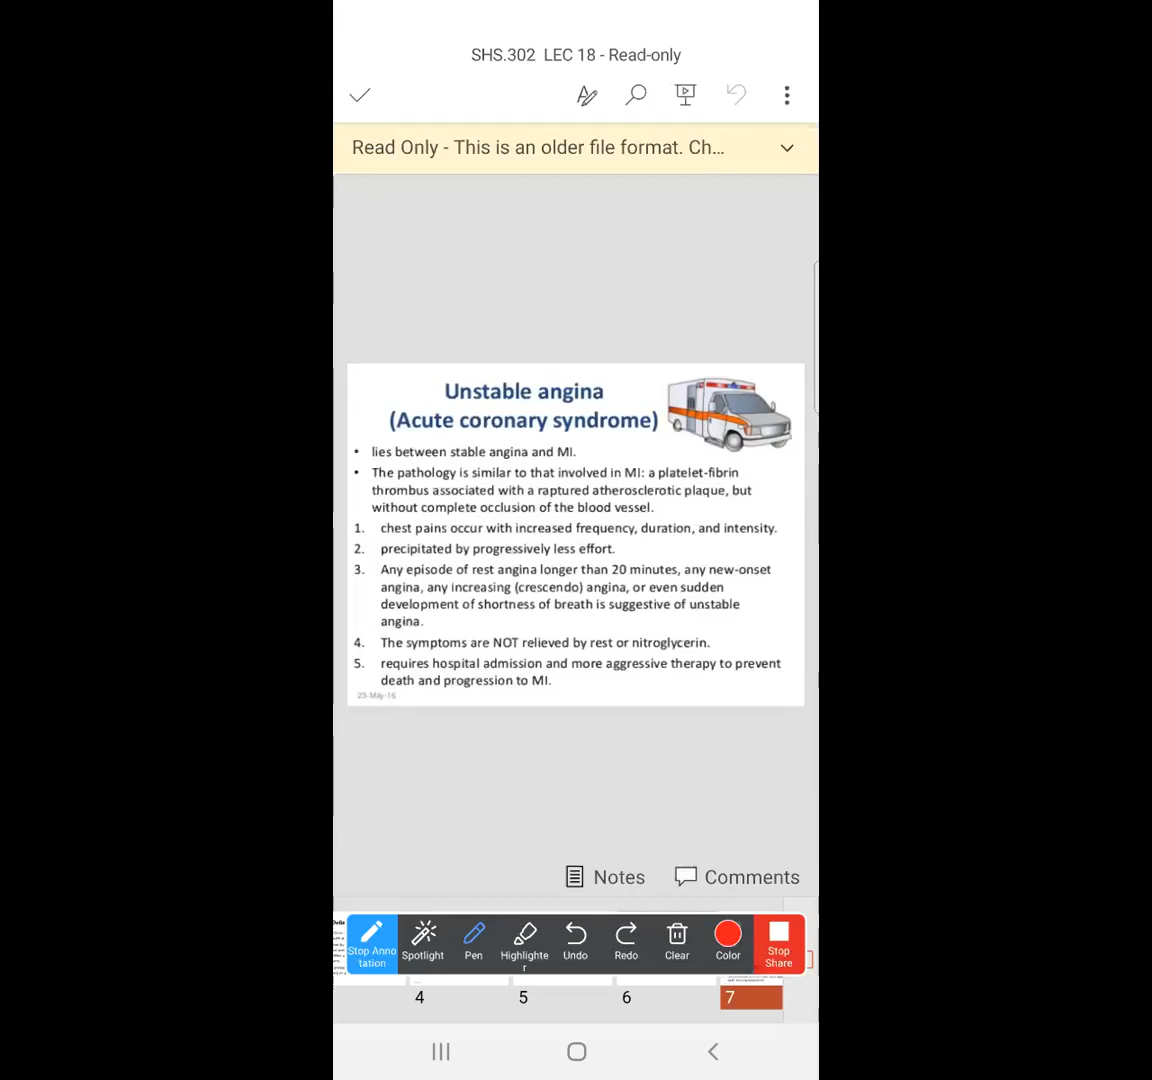 SHS.302 LEC 18 - Read-only
Read Only - This is an older file format. Ch...
Unstable angina
(Acute coronary syndrome)
• lies between stable angina and MI.
• The pathology is similar to that involved in MI: a platelet-fibrin
thrombus associated with a raptured atherosclerotic plaque, but
without complete occlusion of the blood vessel.
1. chest pains occur with increased frequency, duration, and intensity.
2. precipitated by progressively less effort.
3. Any episode of rest angina longer than 20 minutes, any new-onset
angina, any increasing (crescendo) angina, or even sudden
development of shortness of breath is suggestive of unstable
angina.
4. The symptoms are NOT relieved by rest or nitroglycerin.
5. requires hospital admission and more aggressive therapy to prevent
death and progression to MI.
23-May-16
Notes Comments
Stop Anno
tation
Spotlight
Pen
Highlighte
r
Undo
Redo
Clear
Color
Stop
Share
4 5 6 7